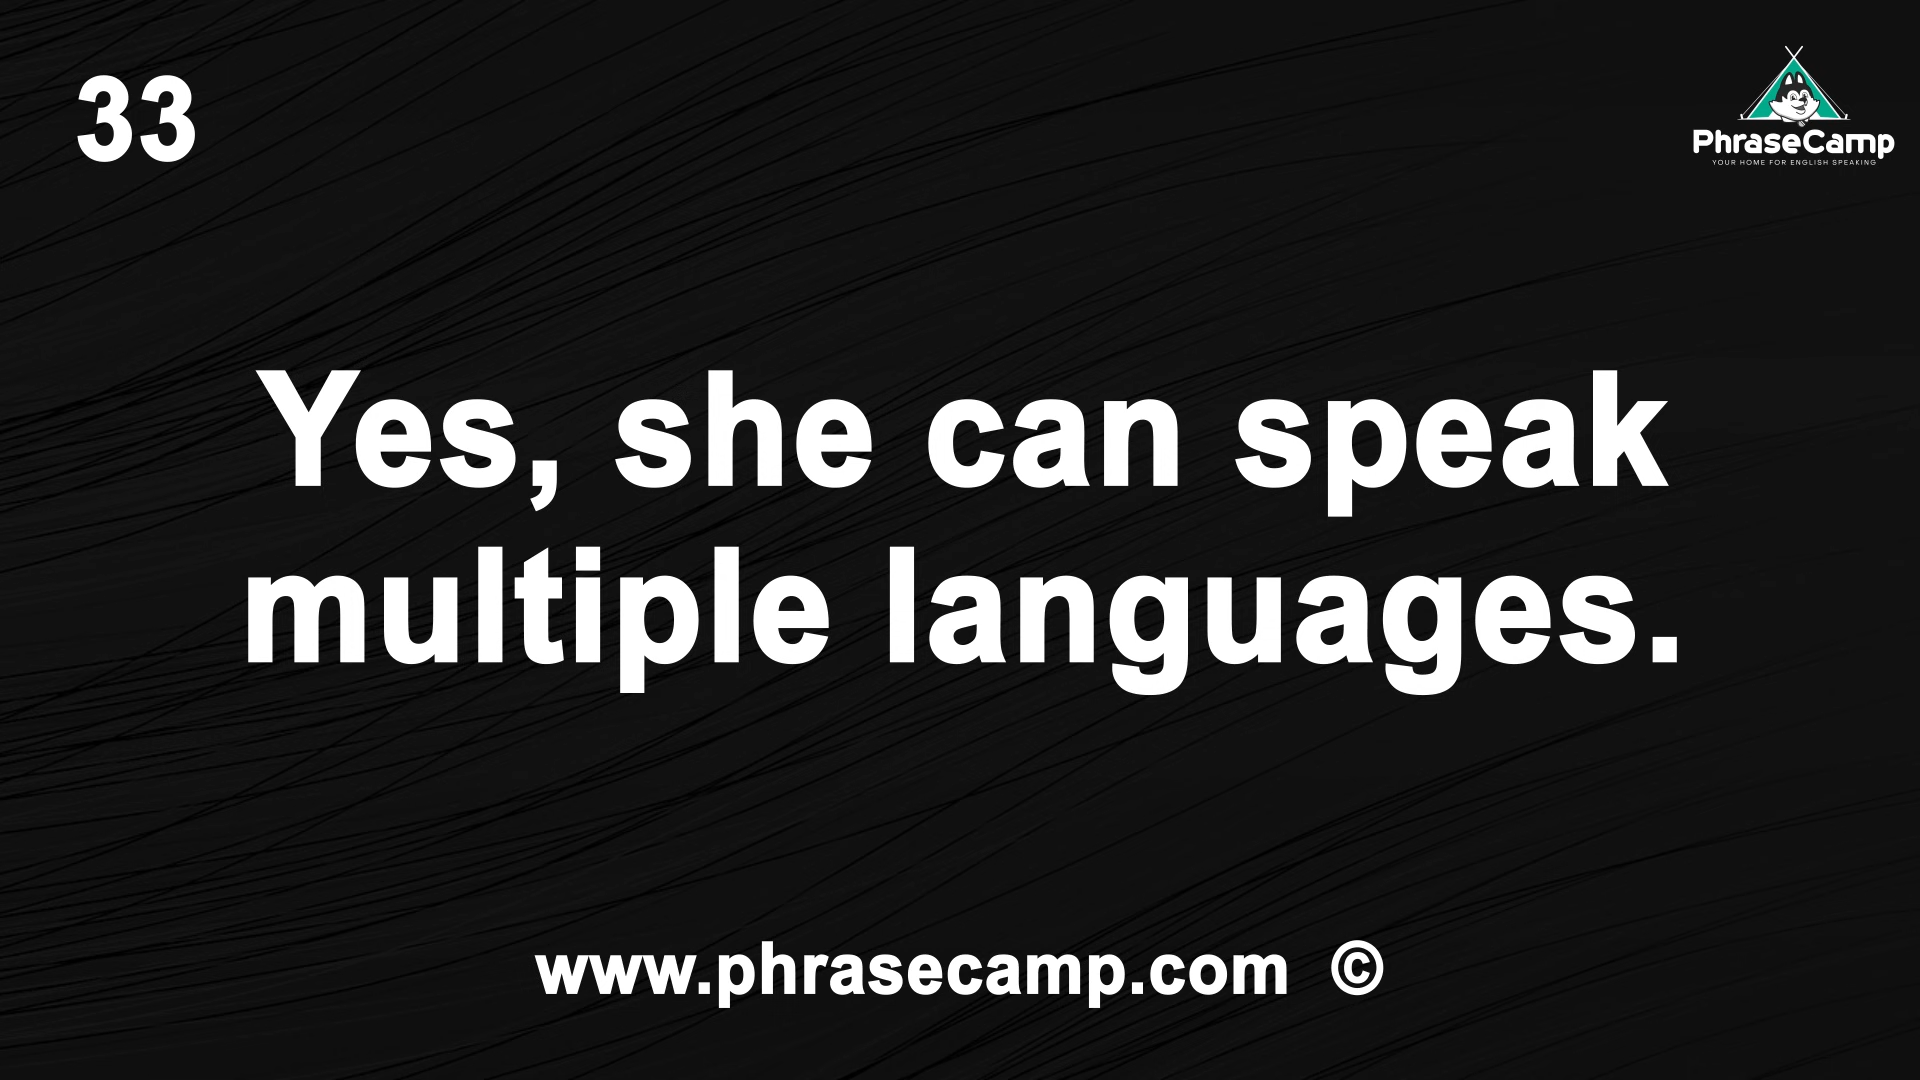 33
PhraseCamp
YOUR HOME FOR ENGLISH SPEAKING
Yes, she can speak
multiple languages.
www.phrasecamp.com ©